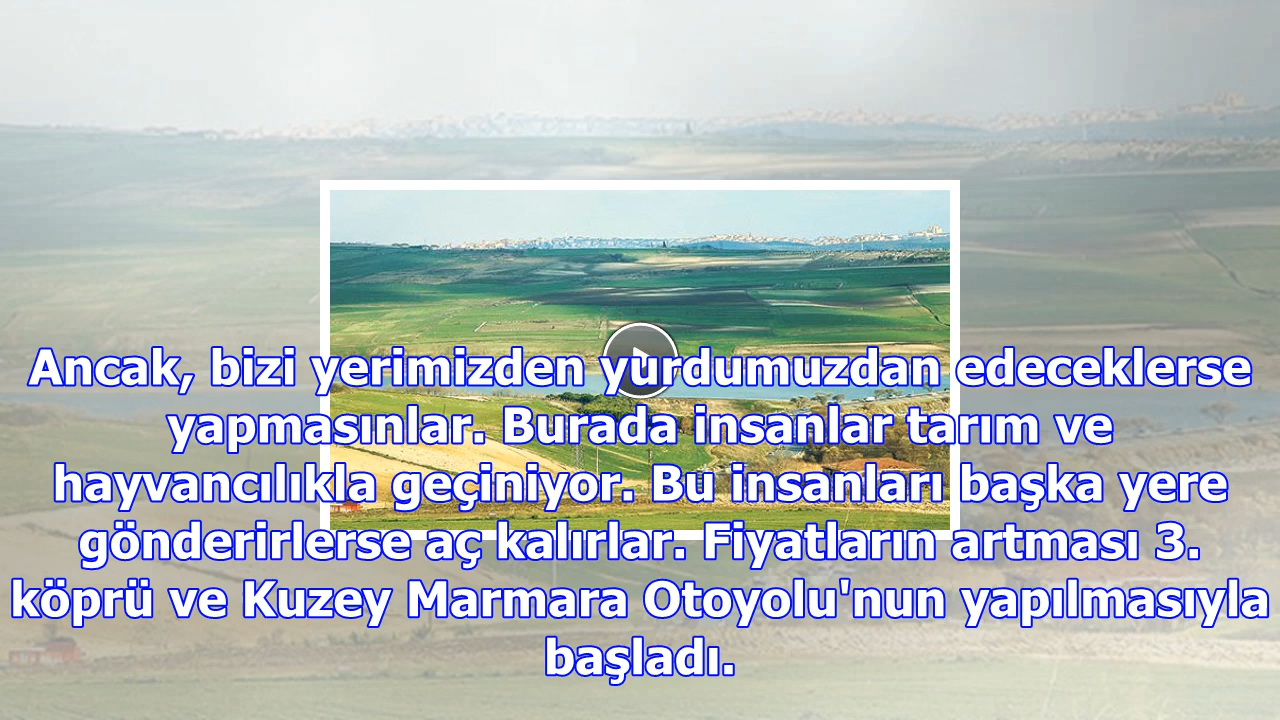 Ancak, bizi yerimizden yurdumuzdan edeceklerse
yapmasınlar. Burada insanlar tarım ve
hayvancılıkla geçiniyor. Bu insanları başka yere
gönderirlerse aç kalırlar. Fiyatların artması 3.
köprü ve Kuzey Marmara Otoyolu'nun yapılmasıyla
başladı.